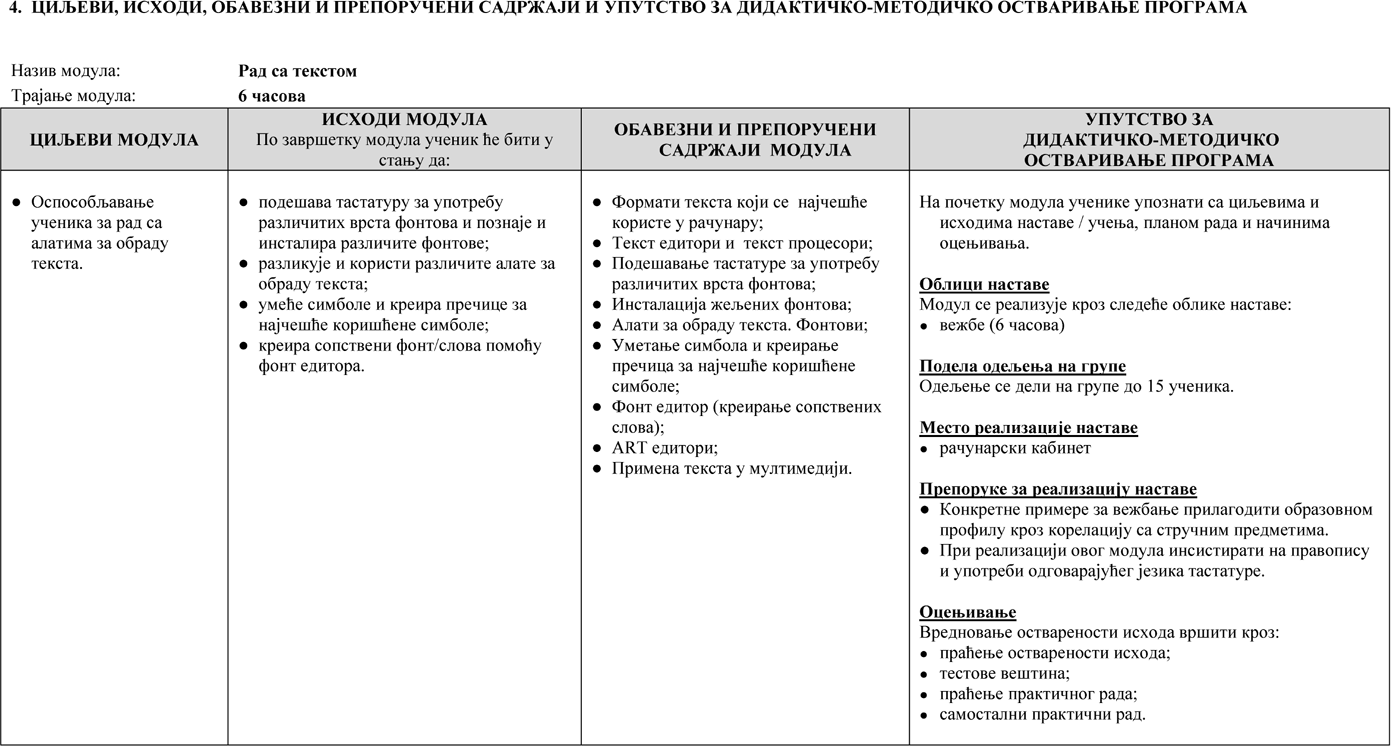 4. ЦИЉЕВИ, ИСХОДИ, ОБАВЕЗНИ И ПРЕПОРУЧЕНИ САДРЖАЈИ И УПУТСТВО ЗА ДИДАКТИЧКО-МЕТОДИЧКО ОСТВАРИВАЊЕ ПРОГРАМА
Назив модула: Рад са текстом
Трајање модула: 6 часова
ЦИЉЕВИ МОДУЛА
ИСХОДИ МОДУЛА
По завршетку модула ученик ће бити у
стању да:
ОБАВЕЗНИ И ПРЕПОРУЧЕНИ
САДРЖАЈИ МОДУЛА
УПУТСТВО ЗА
ДИДАКТИЧКО-МЕТОДИЧКО
ОСТВАРИВАЊЕ ПРОГРАМА
● Оспособљавање
ученика за рад са
алатима за обраду
текста.
● подешава тастатуру за употребу
различитих врста фонтова и познаје и
инсталира различите фонтове;
● разликује и користи различите алате за
обраду текста;
● умеће симболе и креира пречице за
најчешће коришћене симболе;
● креира сопствени фонт/слова помоћу
фонт едитора.
● Формати текста који се најчешће
користе у рачунару;
● Текст едитори и текст процесори;
● Подешавање тастатуре за употребу
различитих врста фонтова;
● Инсталација жељених фонтова;
● Алати за обраду текста. Фонтови;
● Уметање симбола и креирање
пречица за најчешће коришћене
симболе;
● Фонт едитор (креирање сопствених
слова);
● ART едитори;
● Примена текста у мултимедији.
На почетку модула ученике упознати са циљевима и
исходима наставе / учења, планом рада и начинима
оцењивања.
Облици наставе
Модул се реализује кроз следеће облике наставе:
● вежбе (6 часова)
Подела одељења на групе
Одељење се дели на групе до 15 ученика.
Место реализације наставе
● рачунарски кабинет
Препоруке за реализацију наставе
● Конкретне примере за вежбање прилагодити образовном
профилу кроз корелацију са стручним предметима.
● При реализацији овог модула инсистирати на правопису
и употреби одговарајућег језика тастатуре.
Оцењивање
Вредновање остварености исхода вршити кроз:
● праћење остварености исхода;
● тестове вештина;
● праћење практичног рада;
● самостални практични рад.